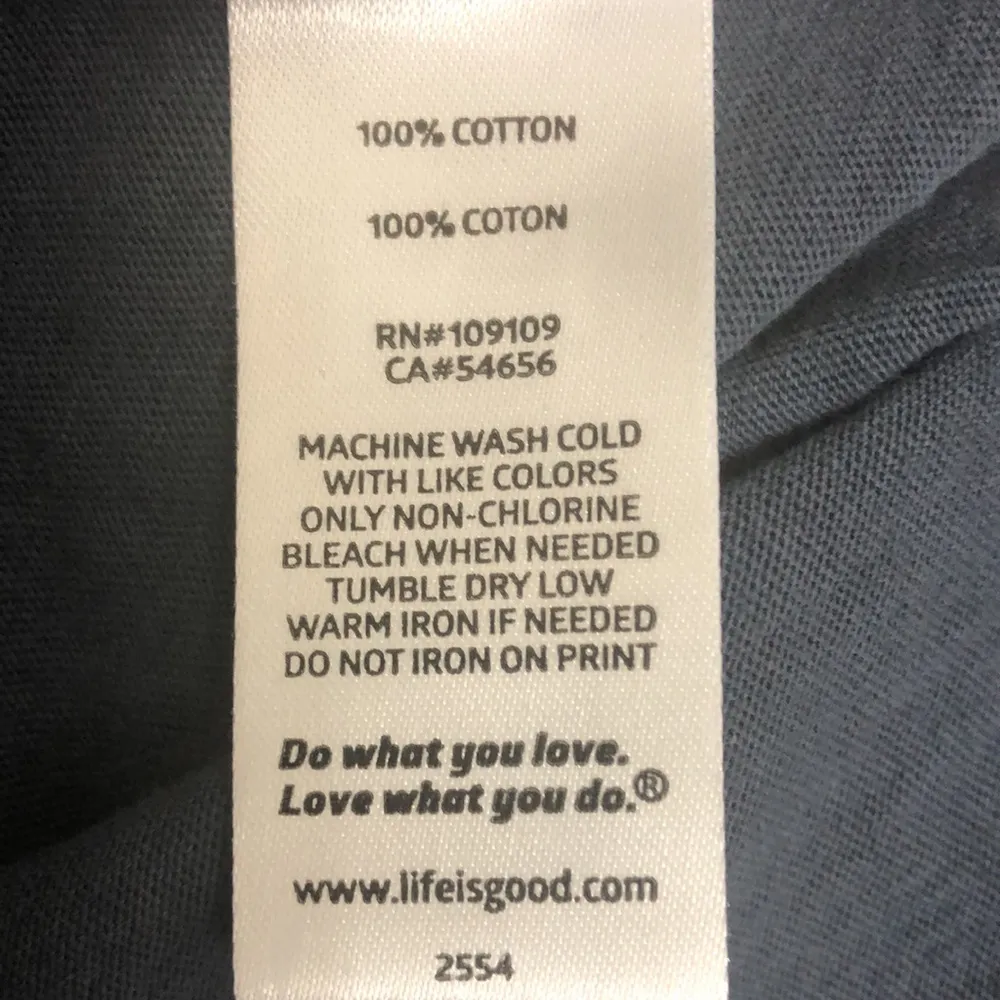 100% COTTON
100% COTON
RN#109109
CA#54656
MACHINE WASH COLD
WITH LIKE COLORS
ONLY NON-CHLORINE
BLEACH WHEN NEEDED
TUMBLE DRY LOW
WARM IRON IF NEEDED
DO NOT IRON ON PRINT
Do what you love.
Love what you do.®
www.lifeisgood.com
2554